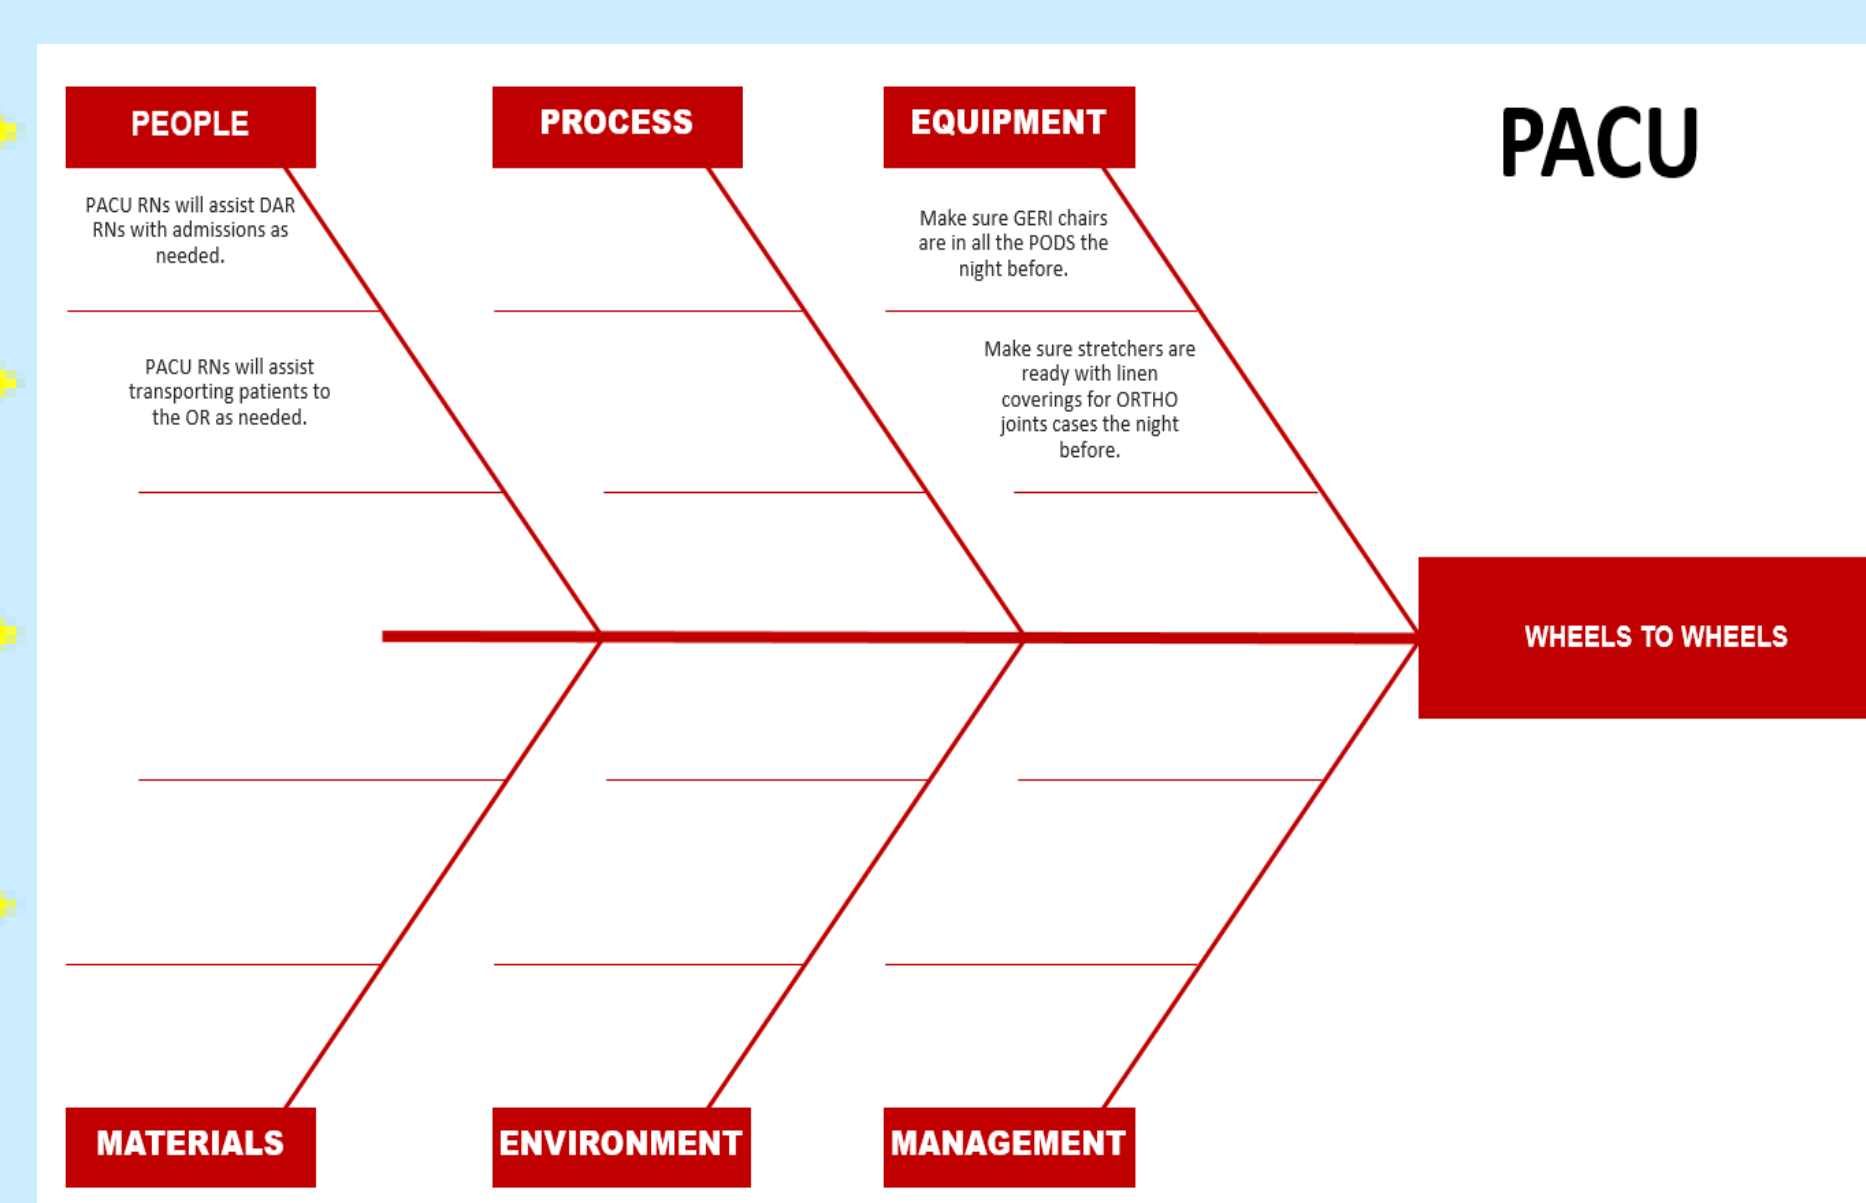 PEOPLE
PROCESS
EQUIPMENT
PACU
PACU RNs will assist DAR
RNs with admissions as
needed.
Make sure GERI chairs
are in all the PODS the
night before.
PACU RNs will assist
transporting patients to
the OR as needed.
Make sure stretchers are
ready with linen
coverings for ORTHO
joints cases the night
before.
WHEELS TO WHEELS
MATERIALS
ENVIRONMENT
MANAGEMENT